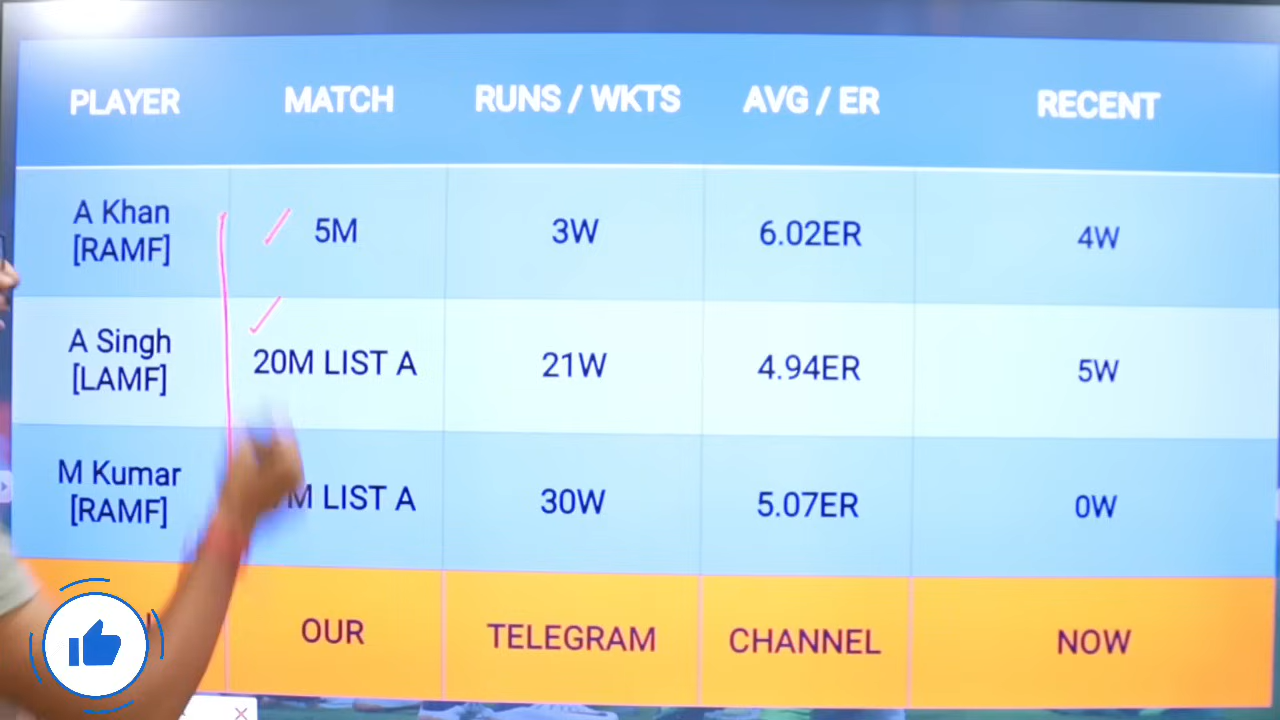 PLAYER MATCH RUNS / WKTS AVG / ER RECENT
A Khan
[RAMF] 5M 3W 6.02ER 4W
A Singh
[LAMF] 20M LIST A 21W 4.94ER 5W
M Kumar
[RAMF] M LIST A 30W 5.07ER 0W
OUR TELEGRAM CHANNEL NOW